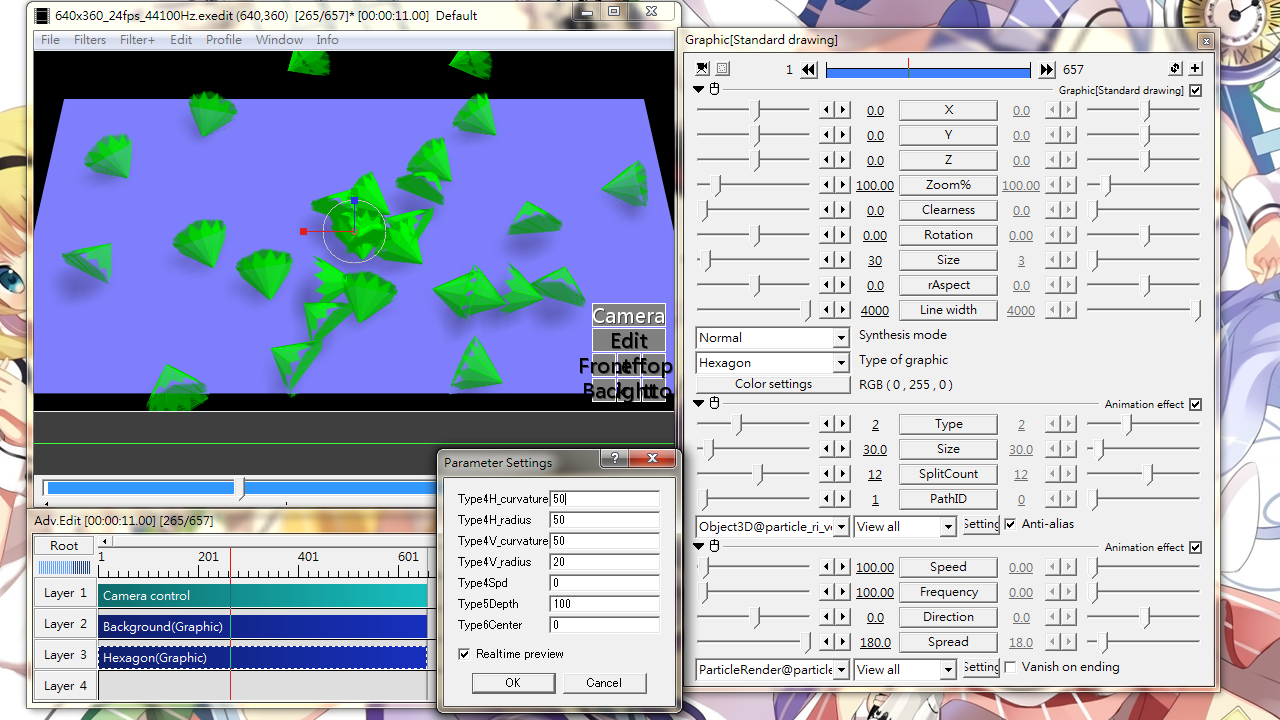 640x360_24fps_44100Hz.exedit (640,360) [265/657]* [00:00:11.00] Default
File Filters Filter+ Edit Profile Window Info
Camera
Edit
Front top
Back
Graphic[Standard drawing]
1 657
Graphic[Standard drawing]
0.0 X 0.0
0.0 Y 0.0
0.0 Z 0.0
100.00 Zoom% 100.00
0.0 Clearness 0.0
0.00 Rotation 0.00
30 Size 3
0.0 rAspect 0.0
4000 Line width 4000
Normal Synthesis mode
Hexagon Type of graphic
Color settings RGB ( 0 , 255 , 0 )
Animation effect
2 Type 2
30.0 Size 30.0
12 SplitCount 12
1 PathID 0
Object3D@particle_ri_ve View all Setting Anti-alias
Animation effect
100.00 Speed 0.00
100.00 Frequency 0.00
0.0 Direction 0.0
180.0 Spread 18.0
ParticleRender@particle View all Setting Vanish on ending
Adv.Edit [00:00:11.00] [265/657]
Root 1 201 401 601
Layer 1 Camera control
Layer 2 Background(Graphic)
Layer 3 Hexagon(Graphic)
Layer 4
Parameter Settings
Type4H_curvature 50
Type4H_radius 50
Type4V_curvature 50
Type4V_radius 20
Type4Spd 0
Type5Depth 100
Type6Center 0
Realtime preview
OK Cancel